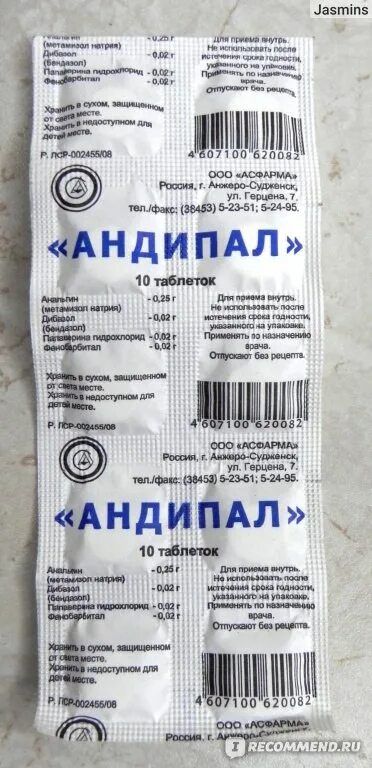 Jasmins
Анальгин - 0,25 г
(метамизол натрия)
Дибазол - 0,02 г
(бендазол)
Папаверина гидрохлорид - 0,02 г
Фенобарбитал - 0,02 г
Для приема внутрь.
Не использовать после
истечения срока годности,
указанного на упаковке.
Применять по назначению
врача.
Отпускают без рецепта.
Хранить в сухом, защищенном
от света месте.
Хранить в недоступном для
детей месте.
Р. ЛСР-002455/08
4 607100 620082
ООО «АСФАРМА»
Россия, г. Анжеро-Судженск,
ул. Герцена, 7.
тел./факс: (38453) 5-23-51; 5-24-95.
«АНДИПАЛ»
10 таблеток
Анальгин - 0,25 г
(метамизол натрия)
Дибазол - 0,02 г
(бендазол)
Папаверина гидрохлорид - 0,02 г
Фенобарбитал - 0,02 г
Для приема внутрь.
Не использовать после
истечения срока годности,
указанного на упаковке.
Применять по назначению
врача.
Отпускают без рецепта.
Хранить в сухом, защищенном
от света месте.
Хранить в недоступном для
детей месте.
Р. ЛСР-002455/08
4 607100 620082
ООО «АСФАРМА»
Россия, г. Анжеро-Судженск,
ул. Герцена, 7.
тел./факс: (38453) 5-23-51; 5-24-95.
«АНДИПАЛ»
10 таблеток
Анальгин - 0,25 г
(метамизол натрия)
Дибазол - 0,02 г
(бендазол)
Папаверина гидрохлорид - 0,02 г
Фенобарбитал - 0,02 г
Для приема внутрь.
Не использовать после
истечения срока годности,
указанного на упаковке.
Применять по назначению
врача.
Отпускают без рецепта.
Хранить в сухом, защищенном
от света месте.
Хранить в недоступном для
детей месте.
Р. ЛСР-002455/08
4 607100 620082
ООО «АСФАРМА»
Россия, г. Анжеро-Судженск,
I RECOMMEND.RU